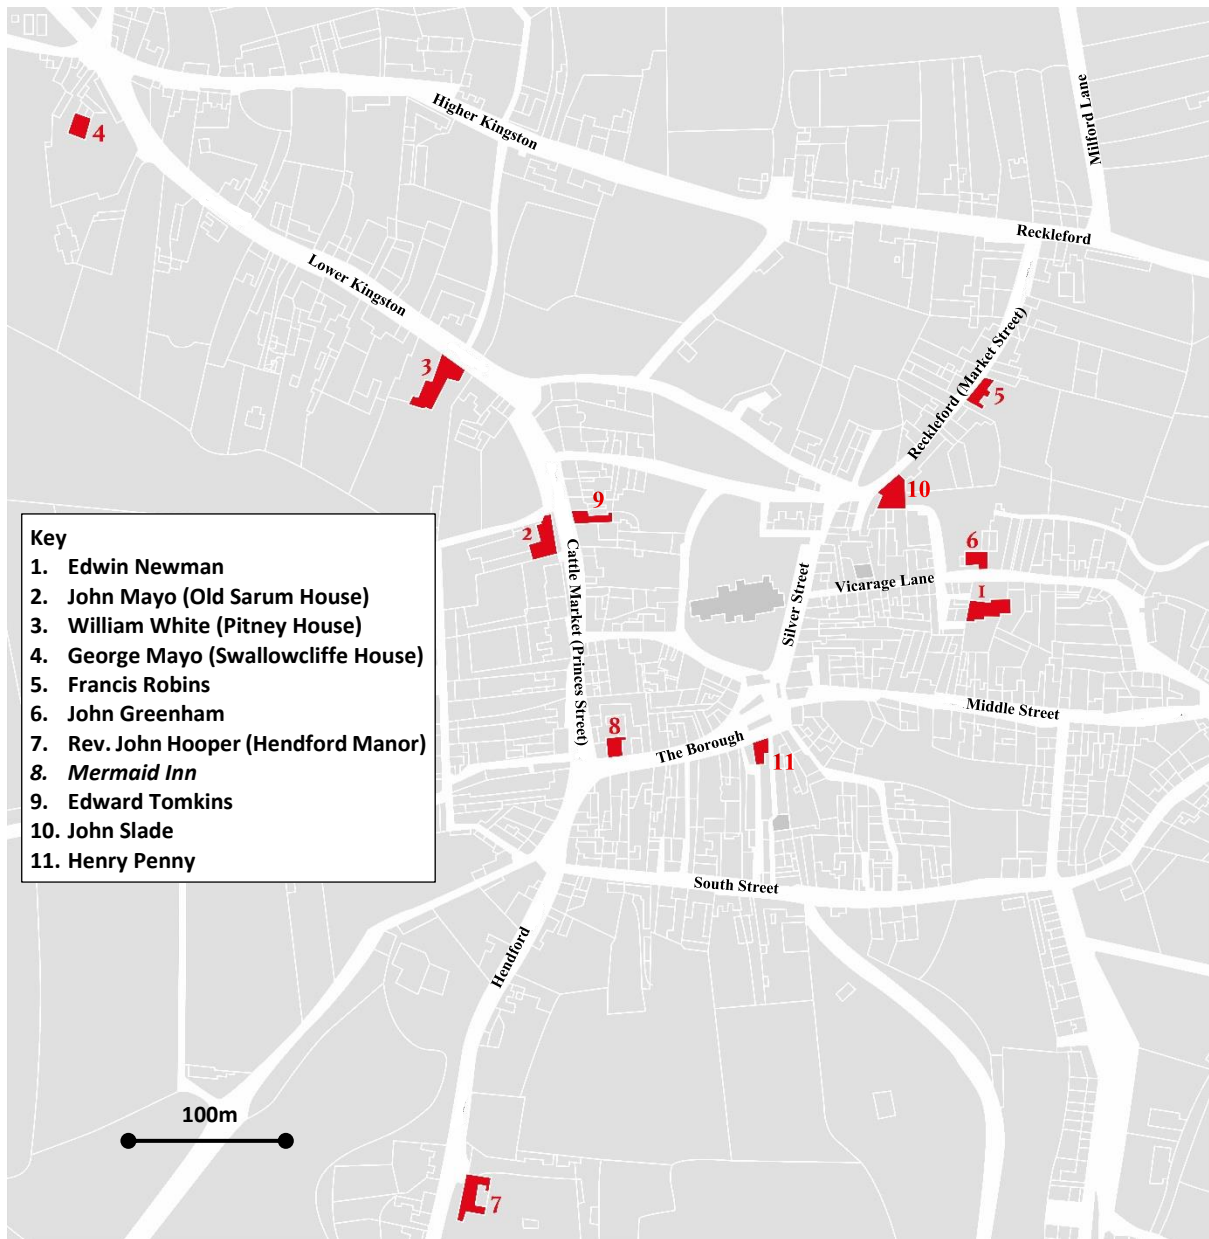 Higher Kingston
Milford Lane
4
Reckleford
Lower Kingston
3
Reckleford (Market Street)
5
10
9
2
6
Key
1. Edwin Newman
2. John Mayo (Old Sarum House)
3. William White (Pitney House)
4. George Mayo (Swallowcliffe House)
5. Francis Robins
6. John Greenham
7. Rev. John Hooper (Hendford Manor)
8. Mermaid Inn
9. Edward Tomkins
10. John Slade
11. Henry Penny
Cattle Market (Princes Street)
Silver Street
Vicarage Lane
1
Middle Street
8
The Borough
11
South Street
Hendford
100m
7